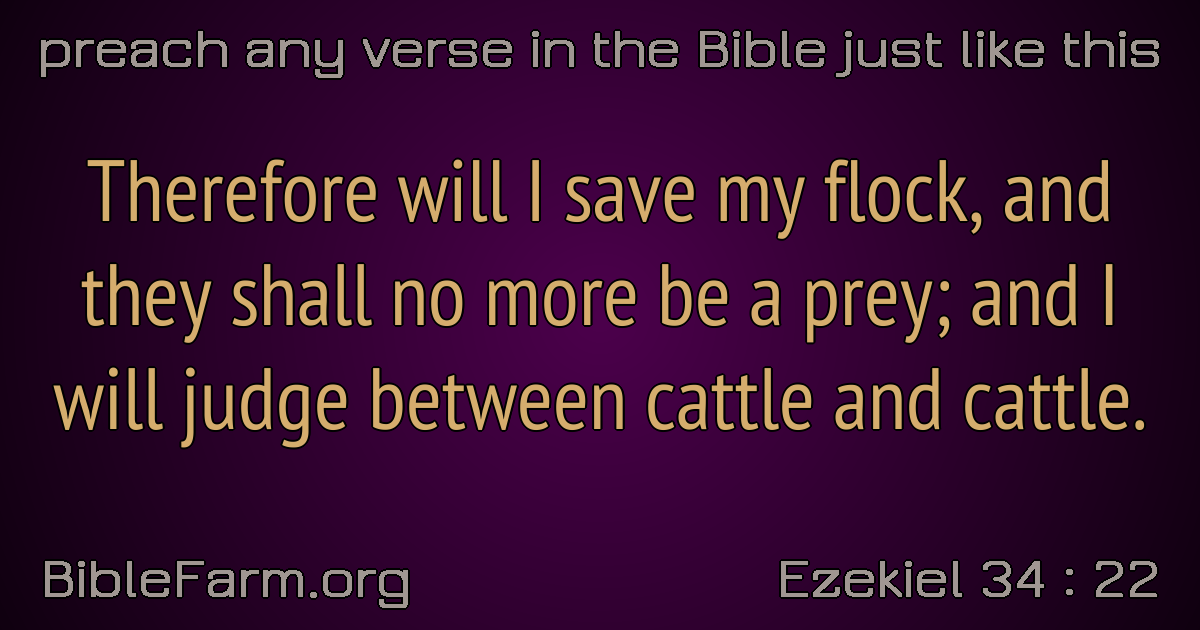 preach any verse in the Bible just like this
Therefore will I save my flock, and
they shall no more be a prey; and I
will judge between cattle and cattle.
BibleFarm.org
Ezekiel 34 : 22